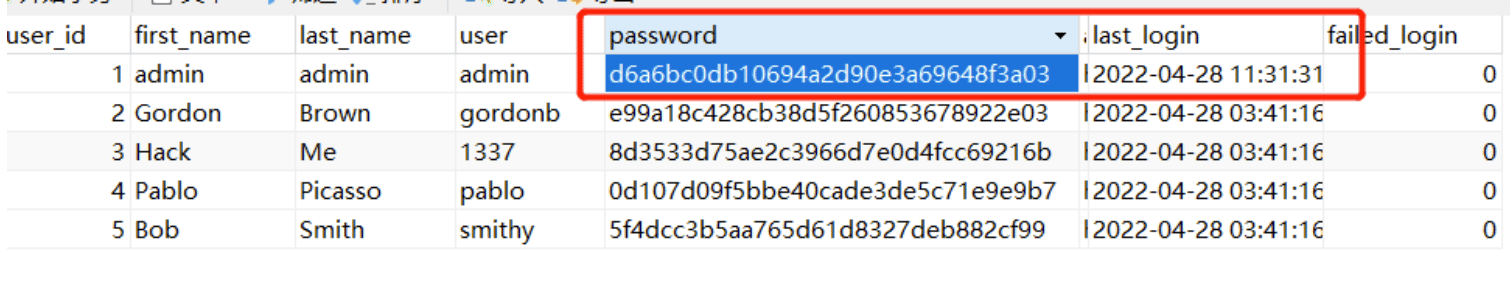 user_id first_name last_name user password last_login failed_login
1 admin admin admin d6a6bc0db10694a2d90e3a69648f3a03 2022-04-28 11:31:31 0
2 Gordon Brown gordonb e99a18c428cb38d5f260853678922e03 2022-04-28 03:41:16 0
3 Hack Me 1337 8d3533d75ae2c3966d7e0d4fcc69216b 2022-04-28 03:41:16 0
4 Pablo Picasso pablo 0d107d09f5bbe40cade3de5c71e9e9b7 2022-04-28 03:41:16 0
5 Bob Smith smithy 5f4dcc3b5aa765d61d8327deb882cf99 2022-04-28 03:41:16 0